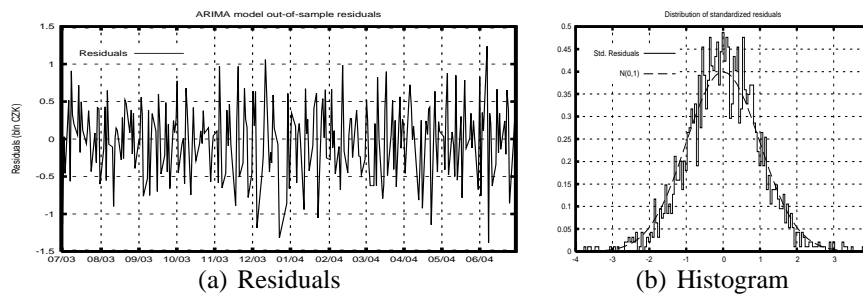 ARIMA model out-of-sample residuals
Residuals
Residuals (bln CZK)
1.5
1
0.5
0
-0.5
-1
-1.5
07/03 08/03 09/03 10/03 11/03 12/03 01/04 02/04 03/04 04/04 05/04 06/04
(a) Residuals
Distribution of standardized residuals
Std. Residuals
N(0,1)
0.5
0.45
0.4
0.35
0.3
0.25
0.2
0.15
0.1
0.05
0
-4 -3 -2 -1 0 1 2 3
(b) Histogram